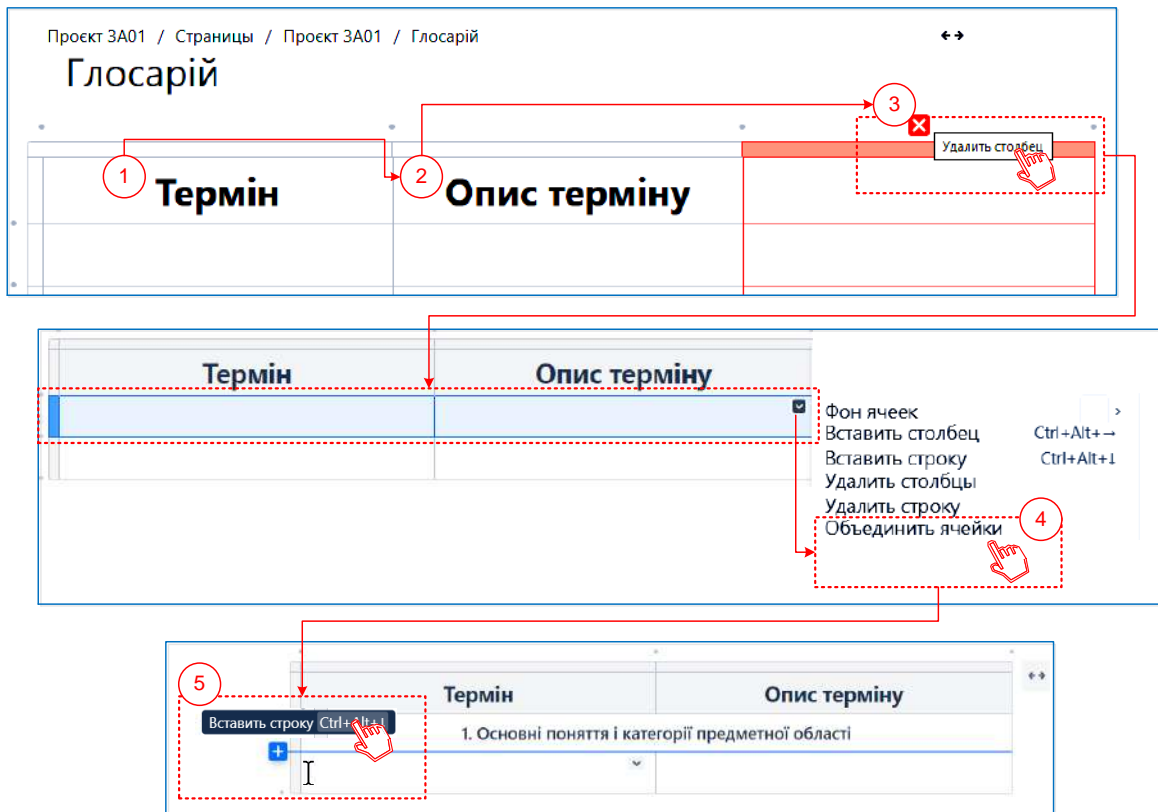 Проєкт ЗА01 / Страницы / Проєкт ЗА01 / Глосарій
Глосарій
3
Удалить столбец
1
Термін
2
Опис терміну
Термін
Опис терміну
Фон ячеек
Вставить столбец Ctrl+Alt+→
Вставить строку Ctrl+Alt+↓
Удалить столбцы
Удалить строку
Объединить ячейки
4
5
Термін
Опис терміну
Вставить строку Ctrl+Alt+↓
1. Основні поняття і категорії предметної області